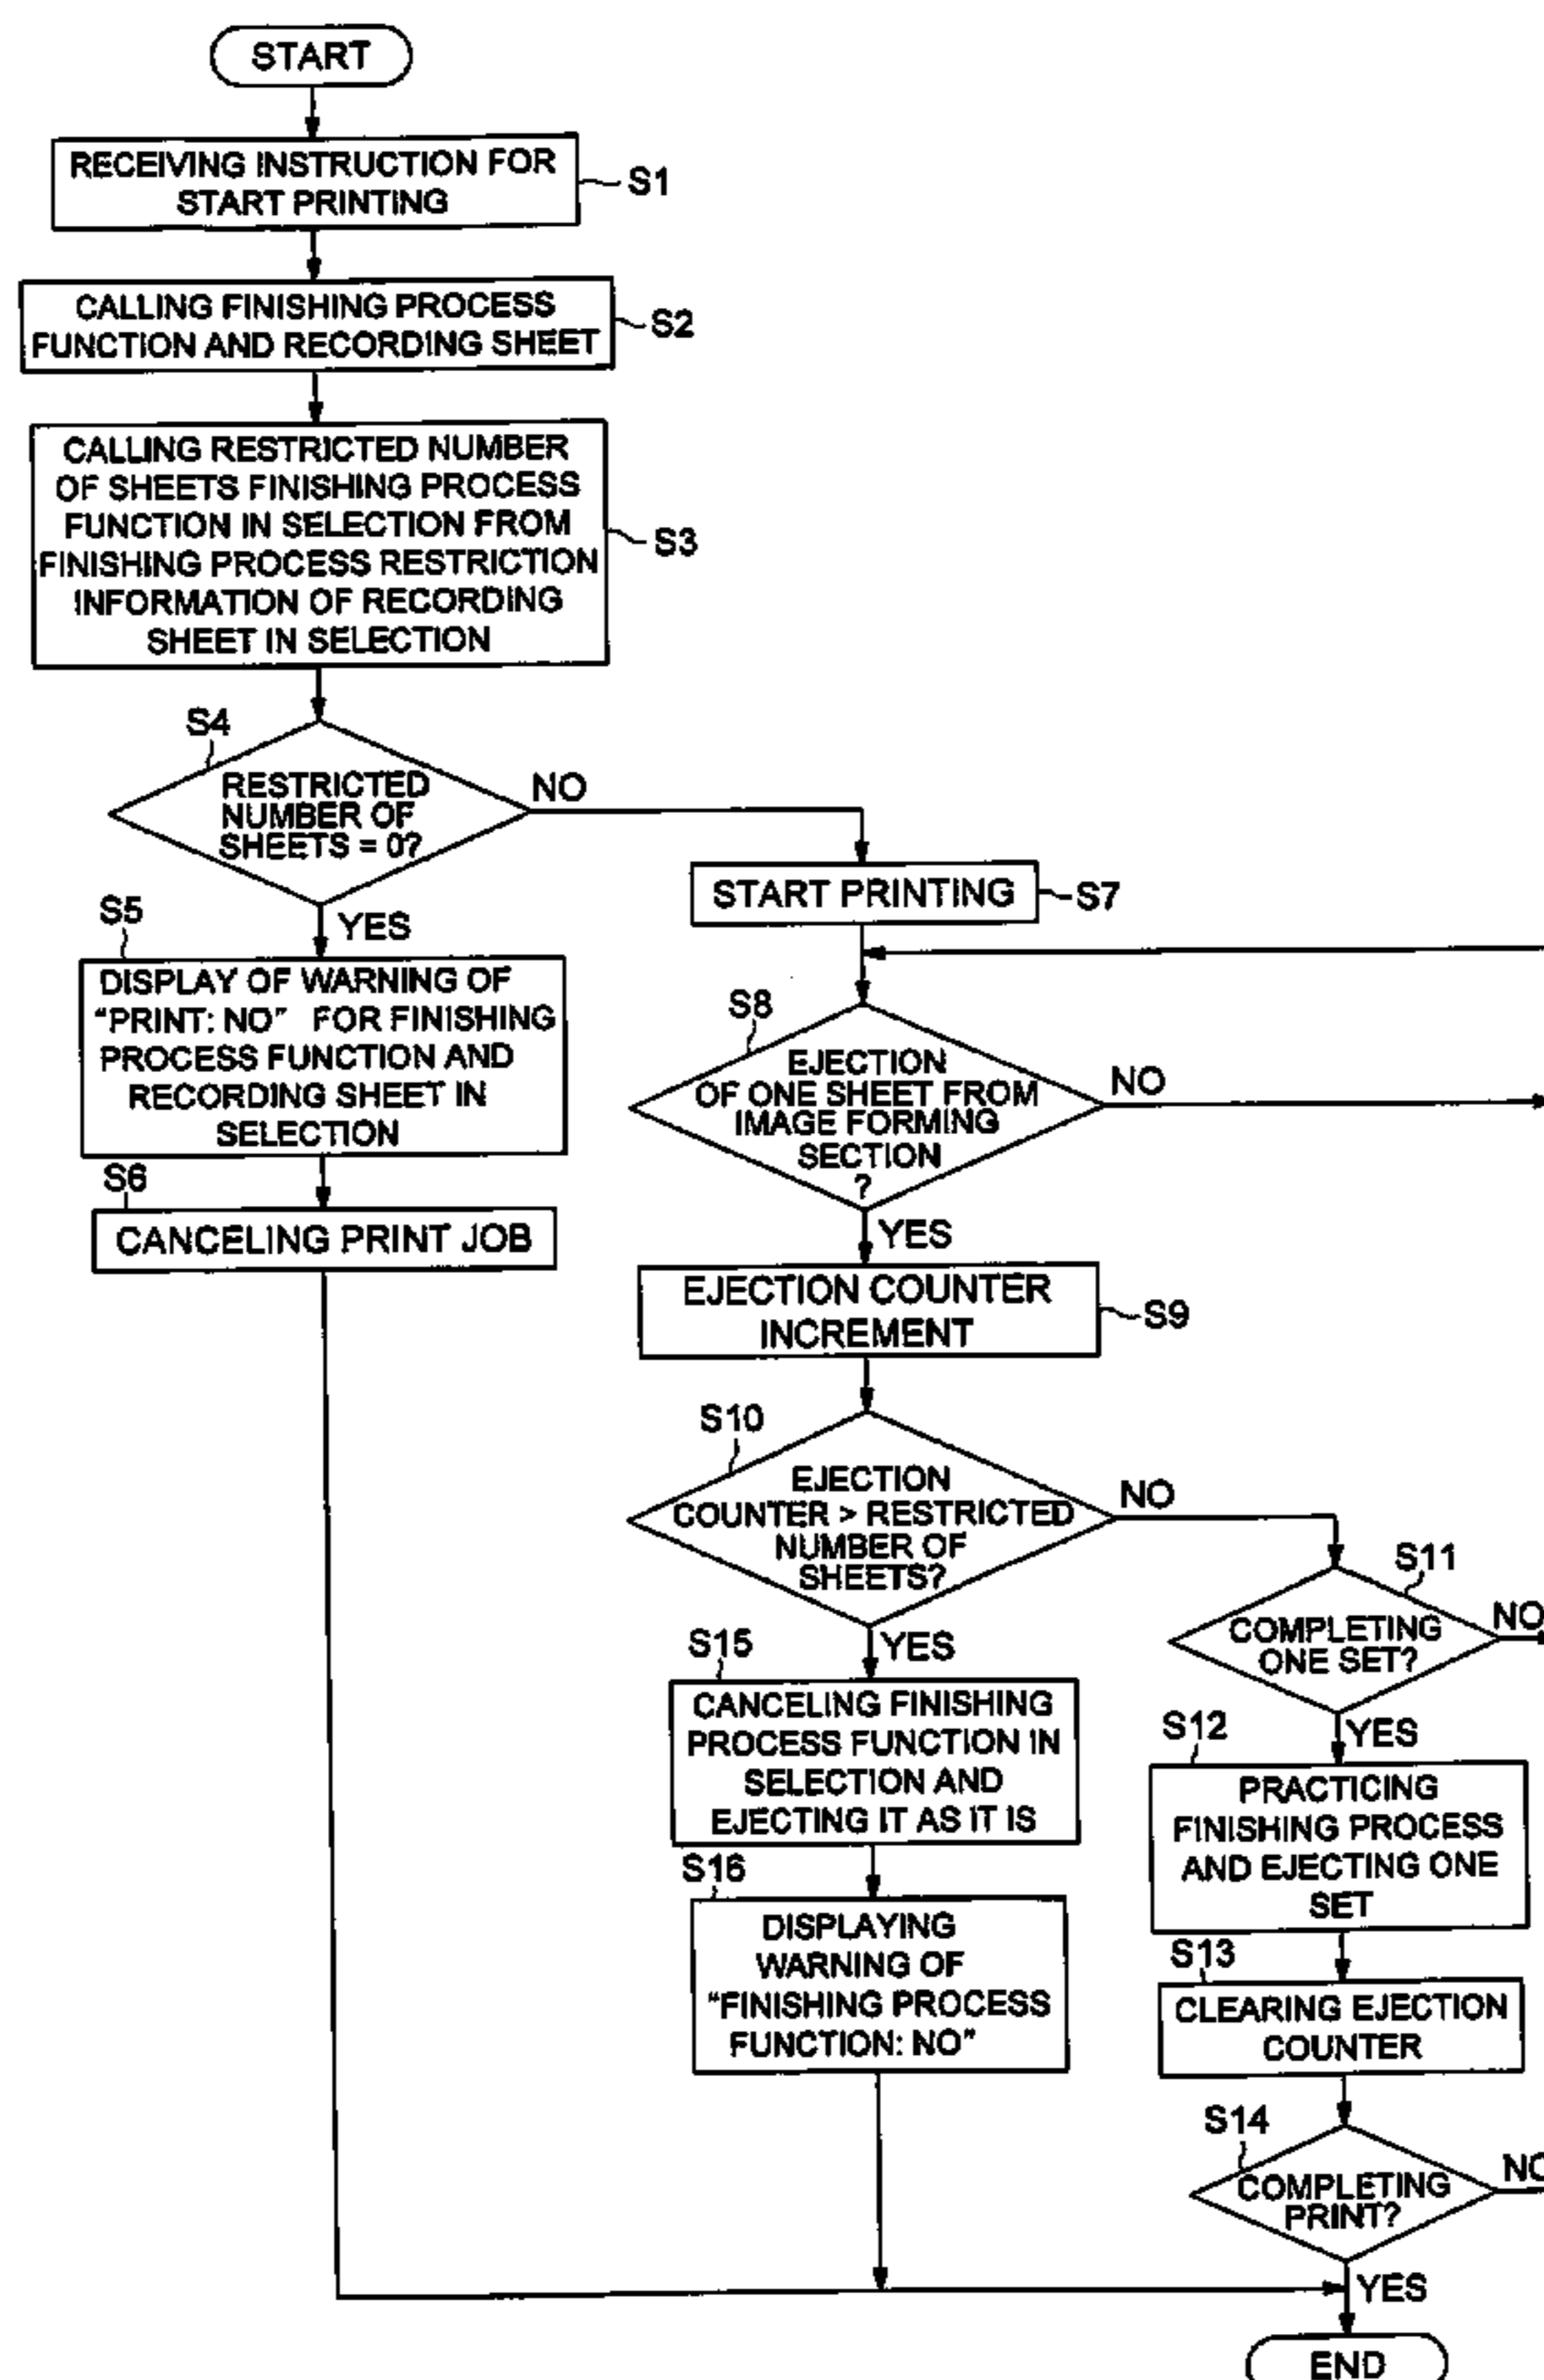 START
RECEIVING INSTRUCTION FOR
START PRINTING
S1
CALLING FINISHING PROCESS
FUNCTION AND RECORDING SHEET
S2
CALLING RESTRICTED NUMBER
OF SHEETS FINISHING PROCESS
FUNCTION IN SELECTION FROM
FINISHING PROCESS RESTRICTION
INFORMATION OF RECORDING
SHEET IN SELECTION
S3
S4
RESTRICTED
NUMBER OF
SHEETS = 0?
NO
YES
S5
DISPLAY OF WARNING OF
"PRINT: NO" FOR FINISHING
PROCESS FUNCTION AND
RECORDING SHEET IN
SELECTION
S6
CANCELING PRINT JOB
START PRINTING
S7
S8
EJECTION
OF ONE SHEET FROM
IMAGE FORMING
SECTION
?
NO
YES
EJECTION COUNTER
INCREMENT
S9
S10
EJECTION
COUNTER > RESTRICTED
NUMBER OF
SHEETS?
NO
YES
S11
COMPLETING
ONE SET?
NO
YES
S12
PRACTICING
FINISHING PROCESS
AND EJECTING ONE
SET
S13
CLEARING EJECTION
COUNTER
S14
COMPLETING
PRINT?
NO
YES
S15
CANCELING FINISHING
PROCESS FUNCTION IN
SELECTION AND
EJECTING IT AS IT IS
S16
DISPLAYING
WARNING OF
"FINISHING PROCESS
FUNCTION: NO"
END